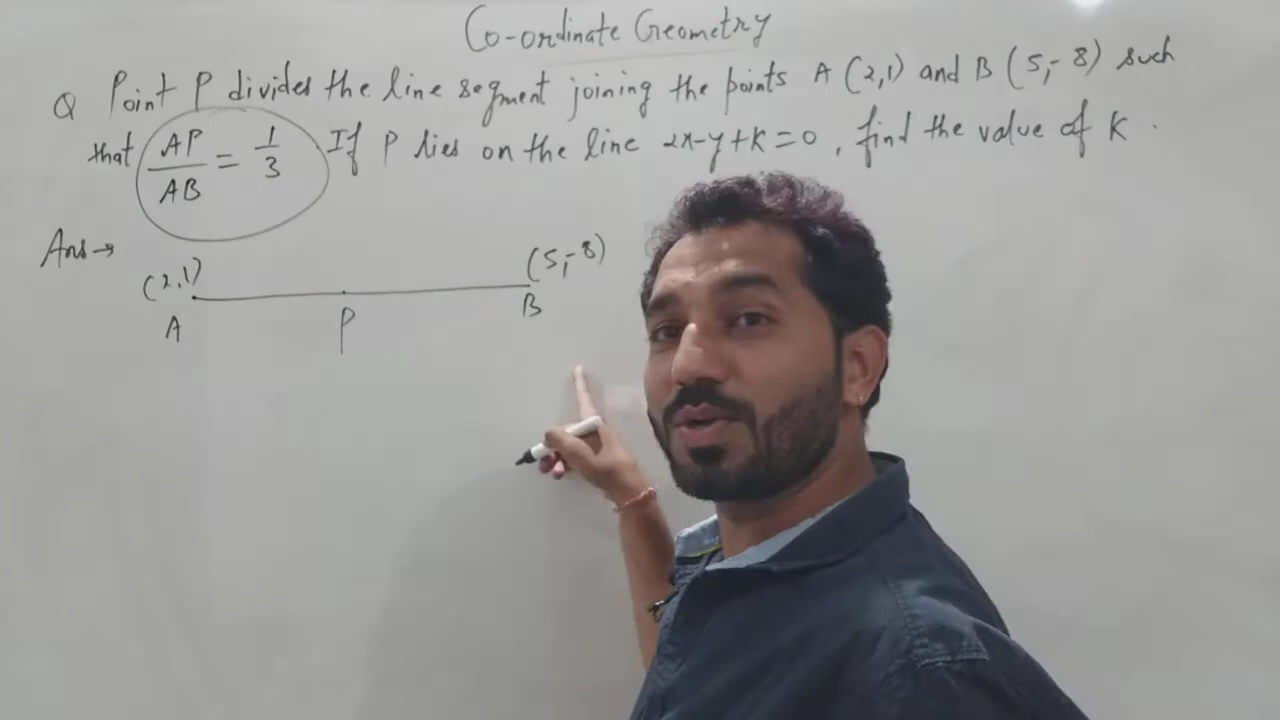 Co-ordinate Geometry
Q Point P divides the line segment joining the points A (2,1) and B (5,-8) such
that AP/AB = 1/3 If P lies on the line 2x-y+k=0, find the value of K.
Ans →
(2,1) (5,-8)
A P B